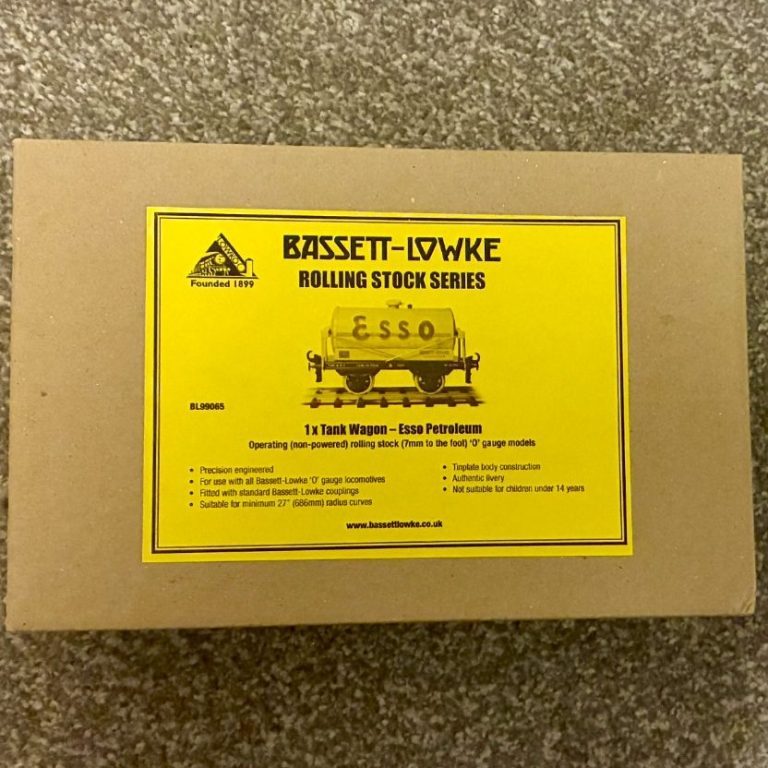 BASSETT-LOWKE
ROLLING STOCK SERIES
LOWKO
Founded 1899
ESSO
BL99065
1 x Tank Wagon – Esso Petroleum
Operating (non-powered) rolling stock (7mm to the foot) 'O' gauge models
• Precision engineered
• For use with all Bassett-Lowke 'O' gauge locomotives
• Fitted with standard Bassett-Lowke couplings
• Suitable for minimum 27" (686mm) radius curves
• Tinplate body construction
• Authentic livery
• Not suitable for children under 14 years
www.bassettlowke.co.uk